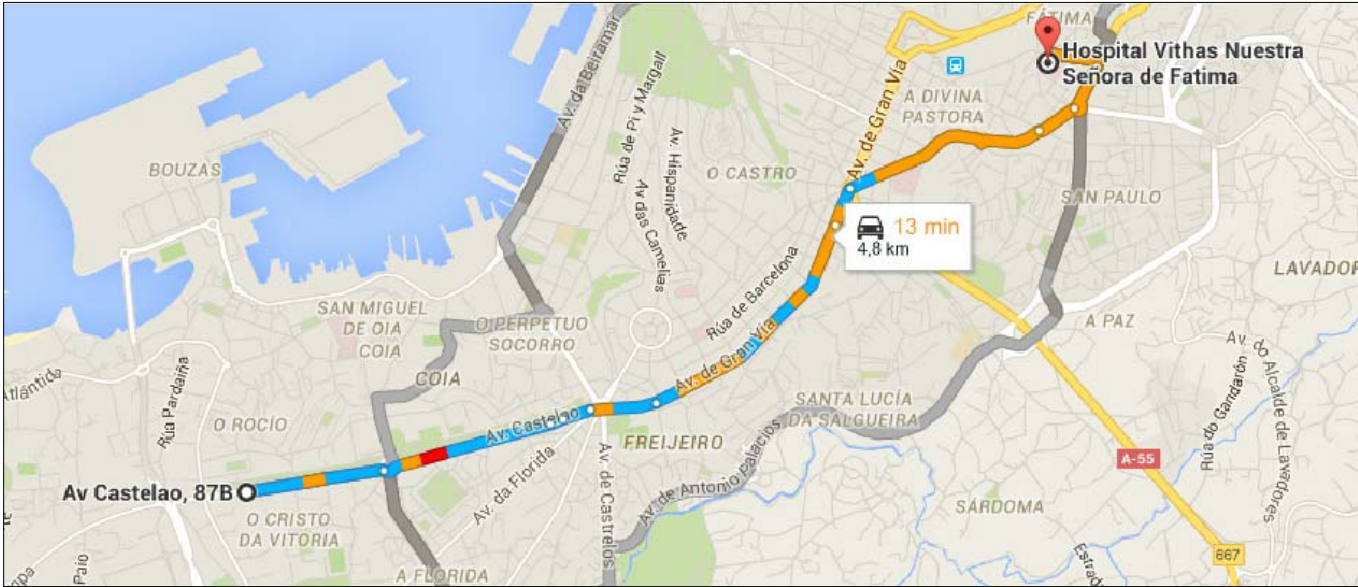 FÁTIMA
Hospital Vithas Nuestra
Señora de Fatima
Av. da Beiramar
Rúa de Pi y Margall
Av. de Gran Vía
A DIVINA
PASTORA
Av. Hispanidade
BOUZAS
O CASTRO
Av das Camelias
SAN PAULO
13 min
4,8 km
LAVADOR
Rúa de Barcelona
SAN MIGUEL
DE OIA
COIA
O PERPETUO
SOCORRO
A PAZ
Av. de Gran Vía
Av. do Alcalde de Lavadores
Atlántida
COIA
Rúa Pardaíña
SANTA LUCÍA
DA SALGUEIRA
Rúa do Gandarón
O ROCÍO
Av. Castelao
FREIJEIRO
A-55
Av. da Florida
Av. de Castrelos
Av. de Antonio Palacios
Av Castelao, 87B
SÁRDOMA
O CRISTO
DA VITORIA
667
A FLORIDA
Paio